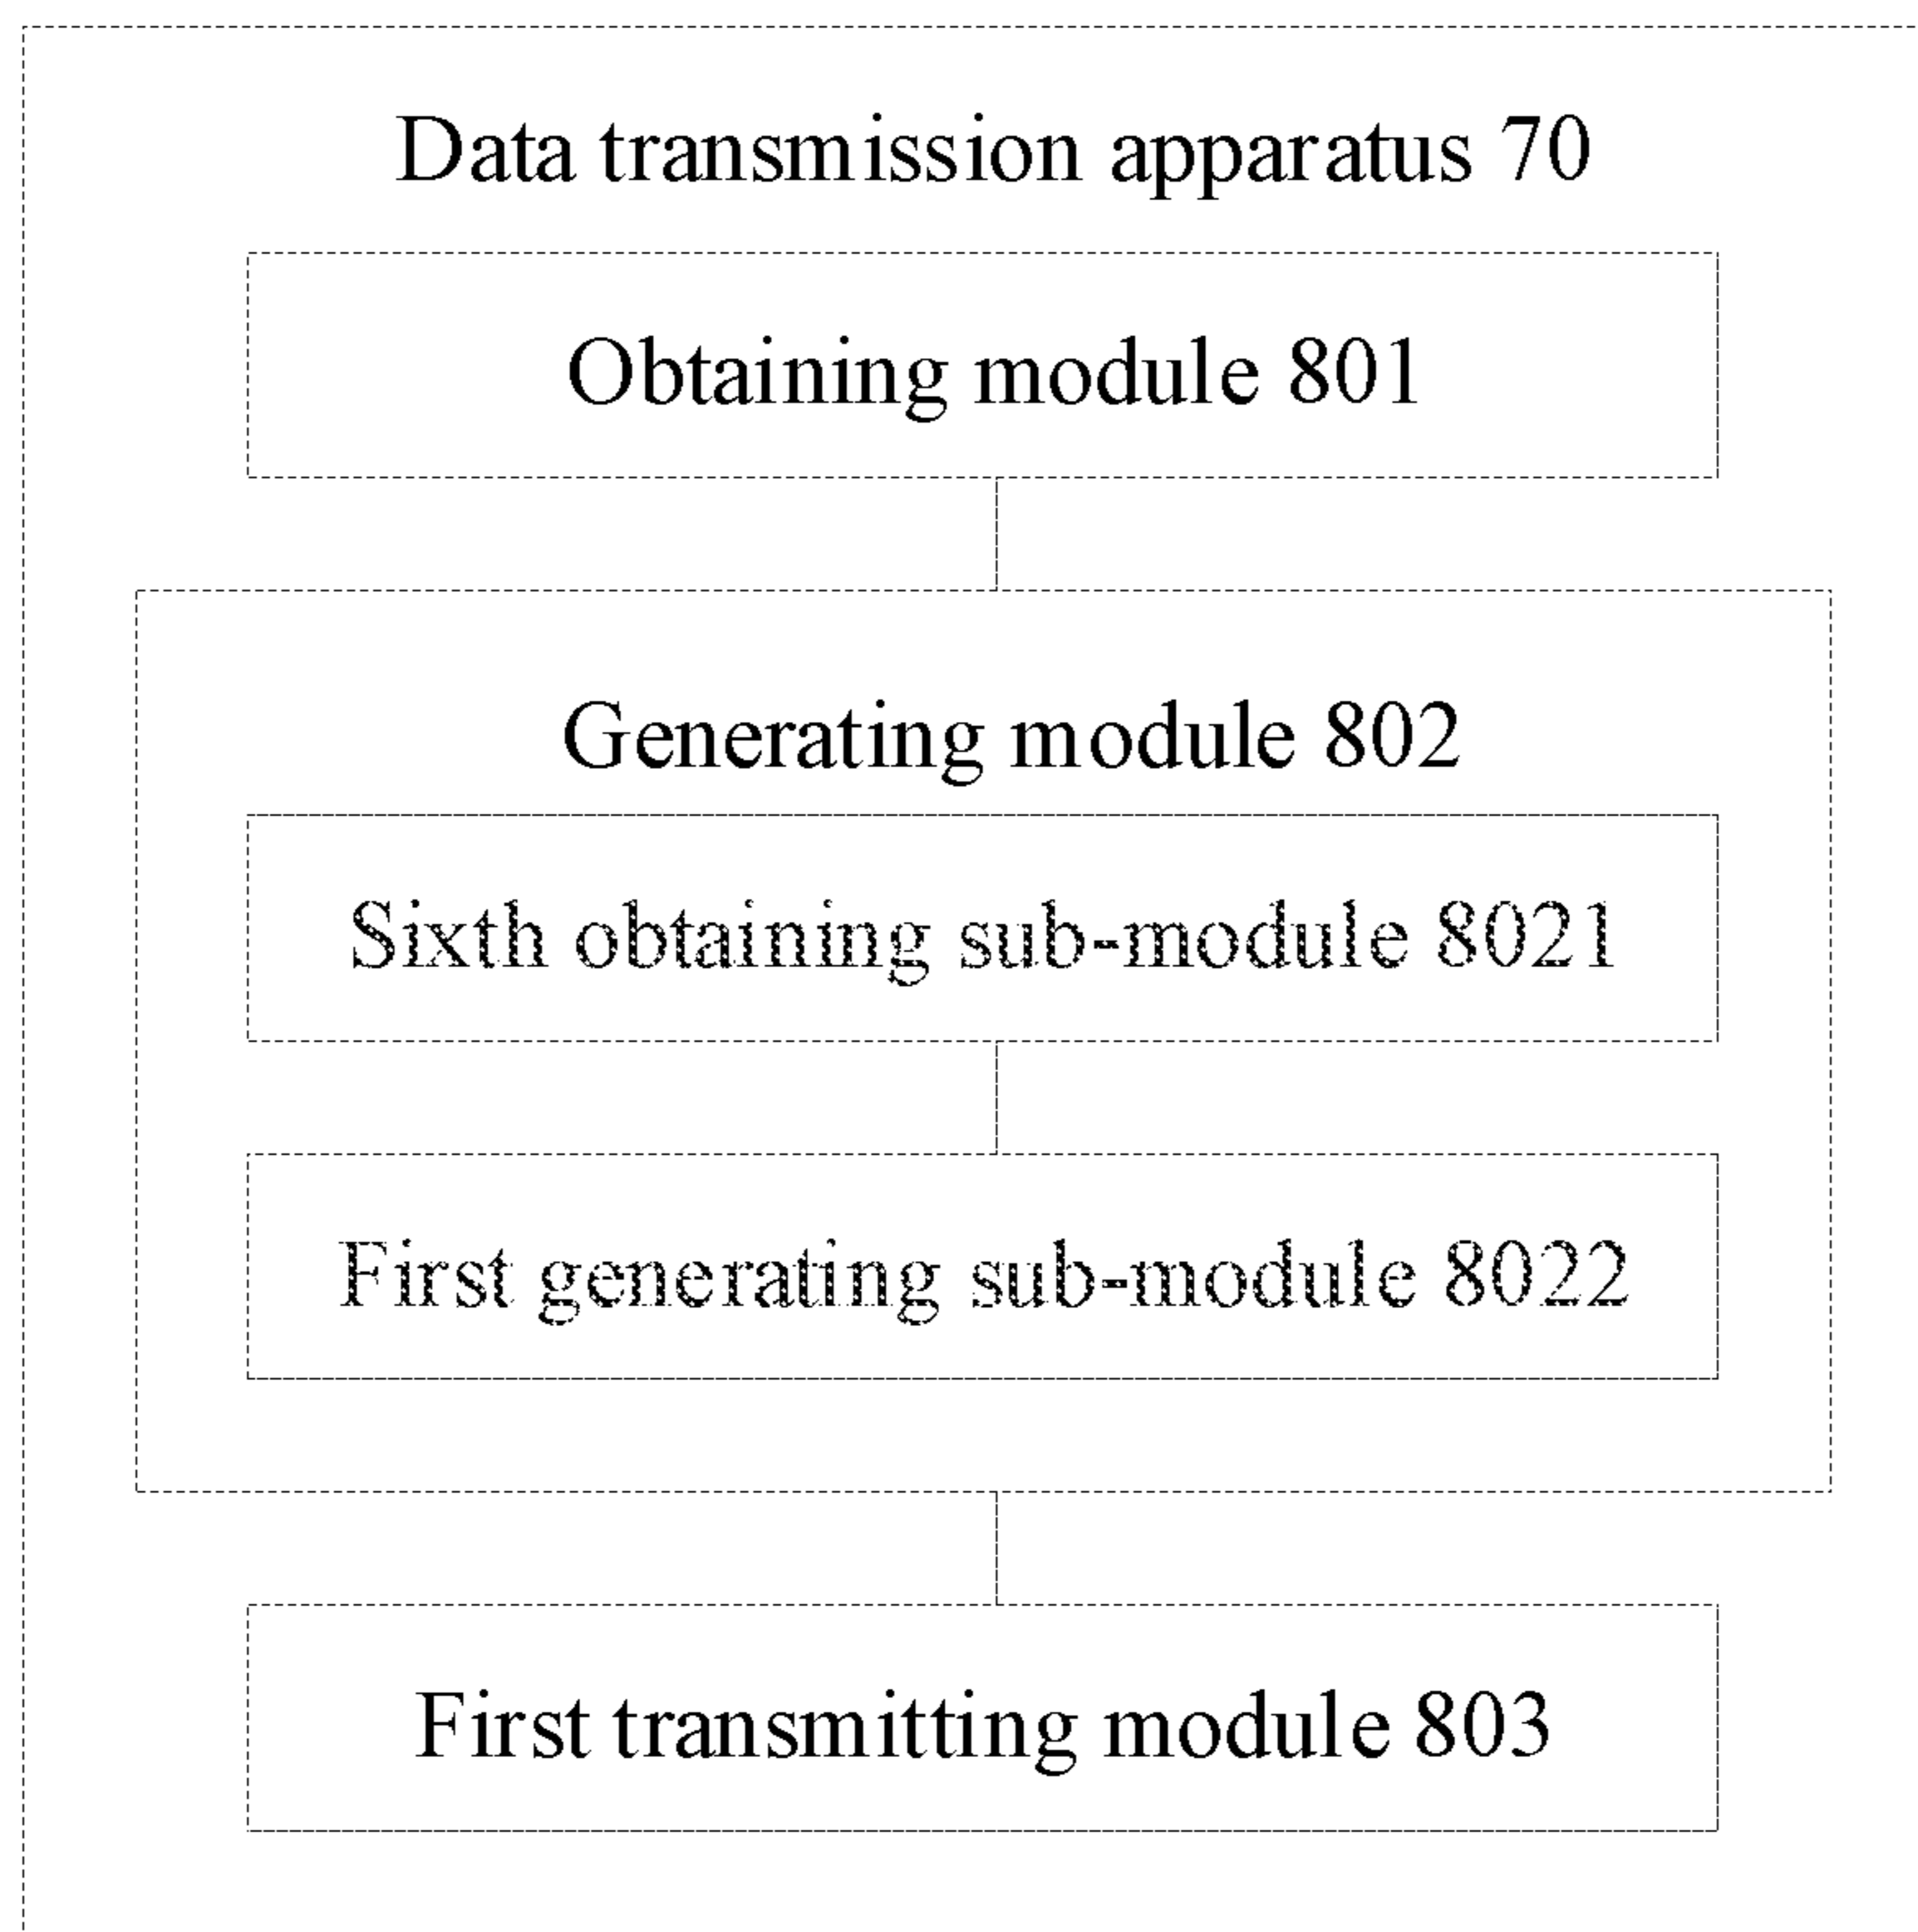 Data transmission apparatus 70
Obtaining module 801
Generating module 802
Sixth obtaining sub-module 8021
First generating sub-module 8022
First transmitting module 803